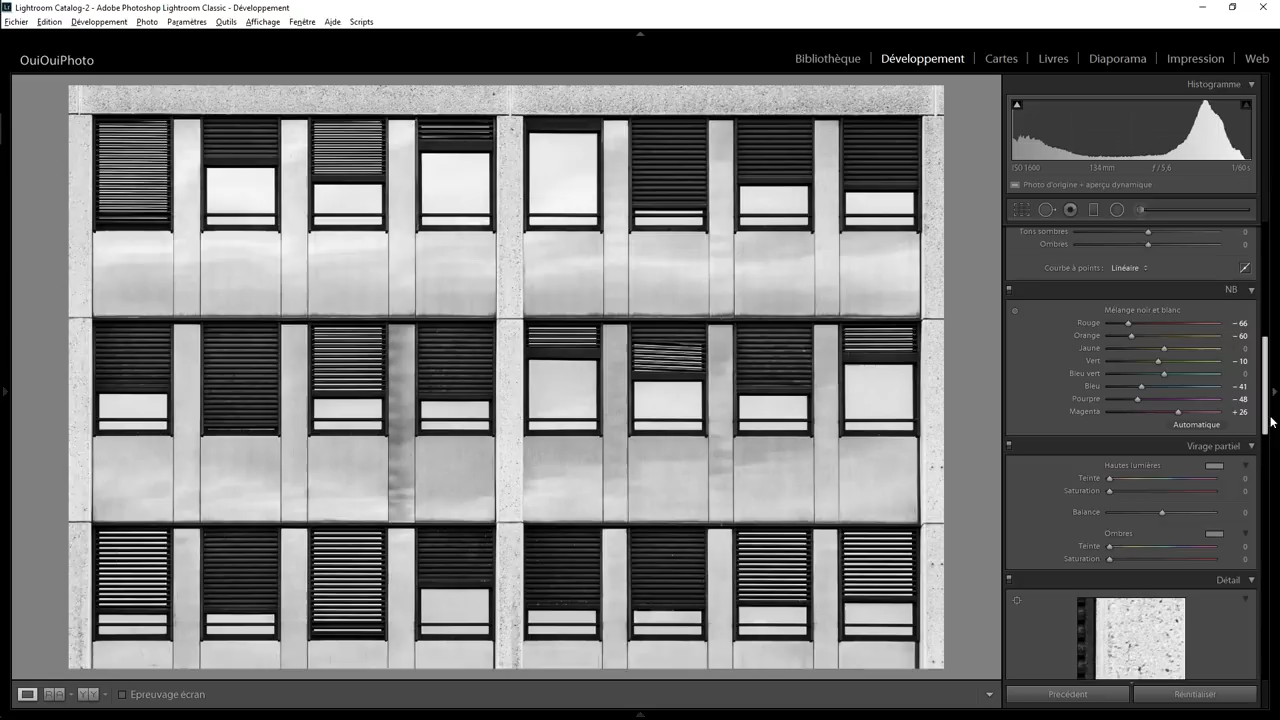 Lightroom Catalog-2 - Adobe Photoshop Lightroom Classic - Développement
Fichier Edition Développement Photo Paramètres Outils Affichage Fenêtre Aide Scripts
OuiOuiPhoto
Bibliothèque | Développement | Cartes | Livres | Diaporama | Impression | Web
Histogramme
ISO 1600 134 mm ƒ / 5,6 1/60 s
Photo d'origine + aperçu dynamique
Tons sombres 0
Ombres 0
Courbe à points : Linéaire
NB
Mélange noir et blanc
Rouge - 66
Orange - 60
Jaune 0
Vert - 10
Bleu vert 0
Bleu - 41
Pourpre - 48
Magenta + 26
Automatique
Virage partiel
Hautes lumières
Teinte 0
Saturation 0
Balance 0
Ombres
Teinte 0
Saturation 0
Détail
R A Y Y Epreuvage écran
Précédent Réinitialiser